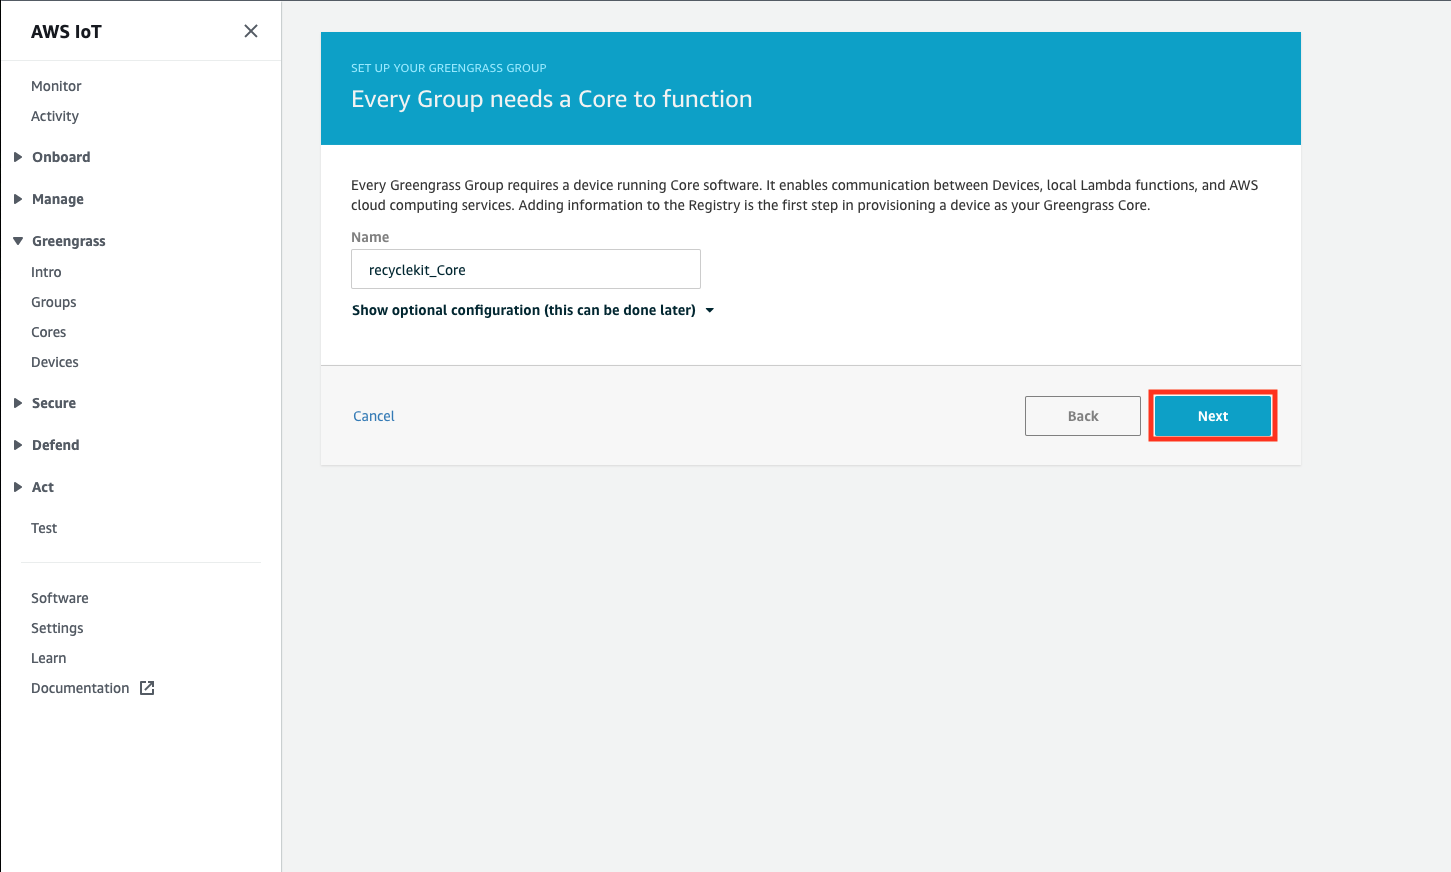 AWS IoT
Monitor
Activity
Onboard
Manage
Greengrass
Intro
Groups
Cores
Devices
Secure
Defend
Act
Test
Software
Settings
Learn
Documentation
SET UP YOUR GREENGRASS GROUP
Every Group needs a Core to function
Every Greengrass Group requires a device running Core software. It enables communication between Devices, local Lambda functions, and AWS
cloud computing services. Adding information to the Registry is the first step in provisioning a device as your Greengrass Core.
Name
recyclekit_Core
Show optional configuration (this can be done later)
Cancel
Back
Next